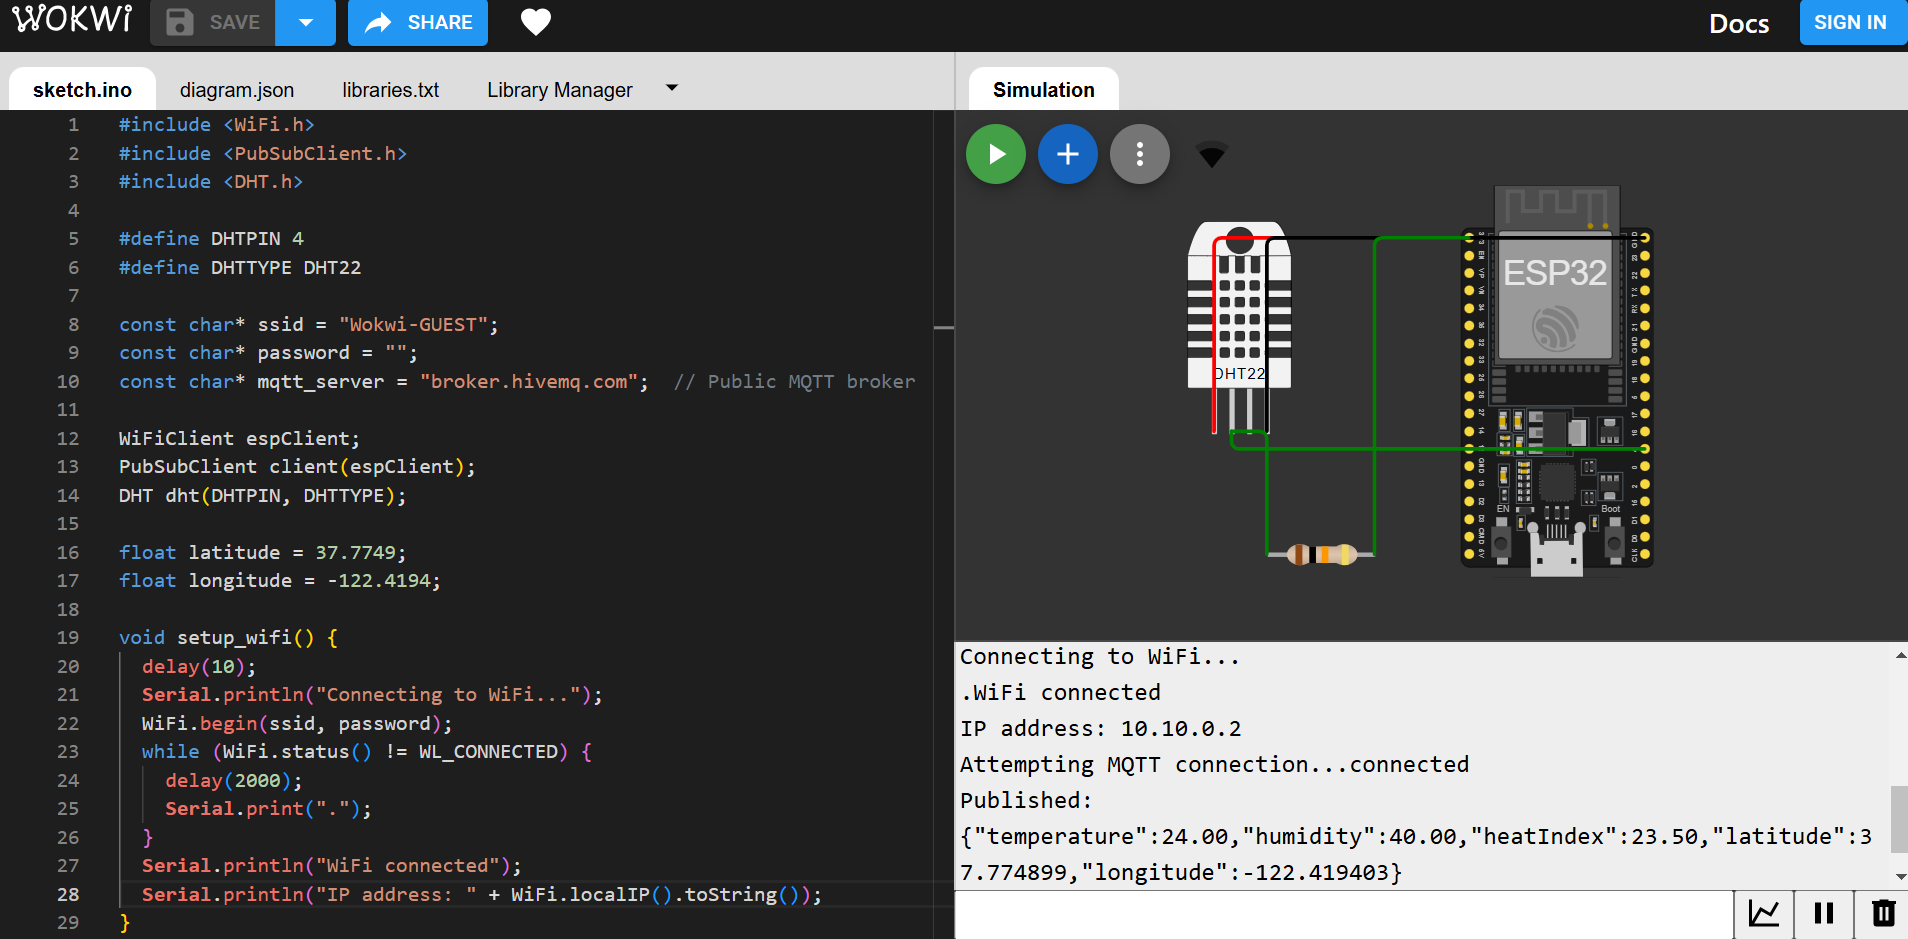 WOKWI SAVE SHARE Docs SIGN IN
sketch.ino diagram.json libraries.txt Library Manager
Simulation
1 #include <WiFi.h>
2 #include <PubSubClient.h>
3 #include <DHT.h>
4
5 #define DHTPIN 4
6 #define DHTTYPE DHT22
7
8 const char* ssid = "Wokwi-GUEST";
9 const char* password = "";
10 const char* mqtt_server = "broker.hivemq.com";  // Public MQTT broker
11
12 WiFiClient espClient;
13 PubSubClient client(espClient);
14 DHT dht(DHTPIN, DHTTYPE);
15
16 float latitude = 37.7749;
17 float longitude = -122.4194;
18
19 void setup_wifi() {
20   delay(10);
21   Serial.println("Connecting to WiFi...");
22   WiFi.begin(ssid, password);
23   while (WiFi.status() != WL_CONNECTED) {
24     delay(2000);
25     Serial.print(".");
26   }
27   Serial.println("WiFi connected");
28   Serial.println("IP address: " + WiFi.localIP().toString());
29 }
DHT22
ESP32
EN
Boot
Connecting to WiFi...
.WiFi connected
IP address: 10.10.0.2
Attempting MQTT connection...connected
Published:
{"temperature":24.00,"humidity":40.00,"heatIndex":23.50,"latitude":3
7.774899,"longitude":-122.419403}